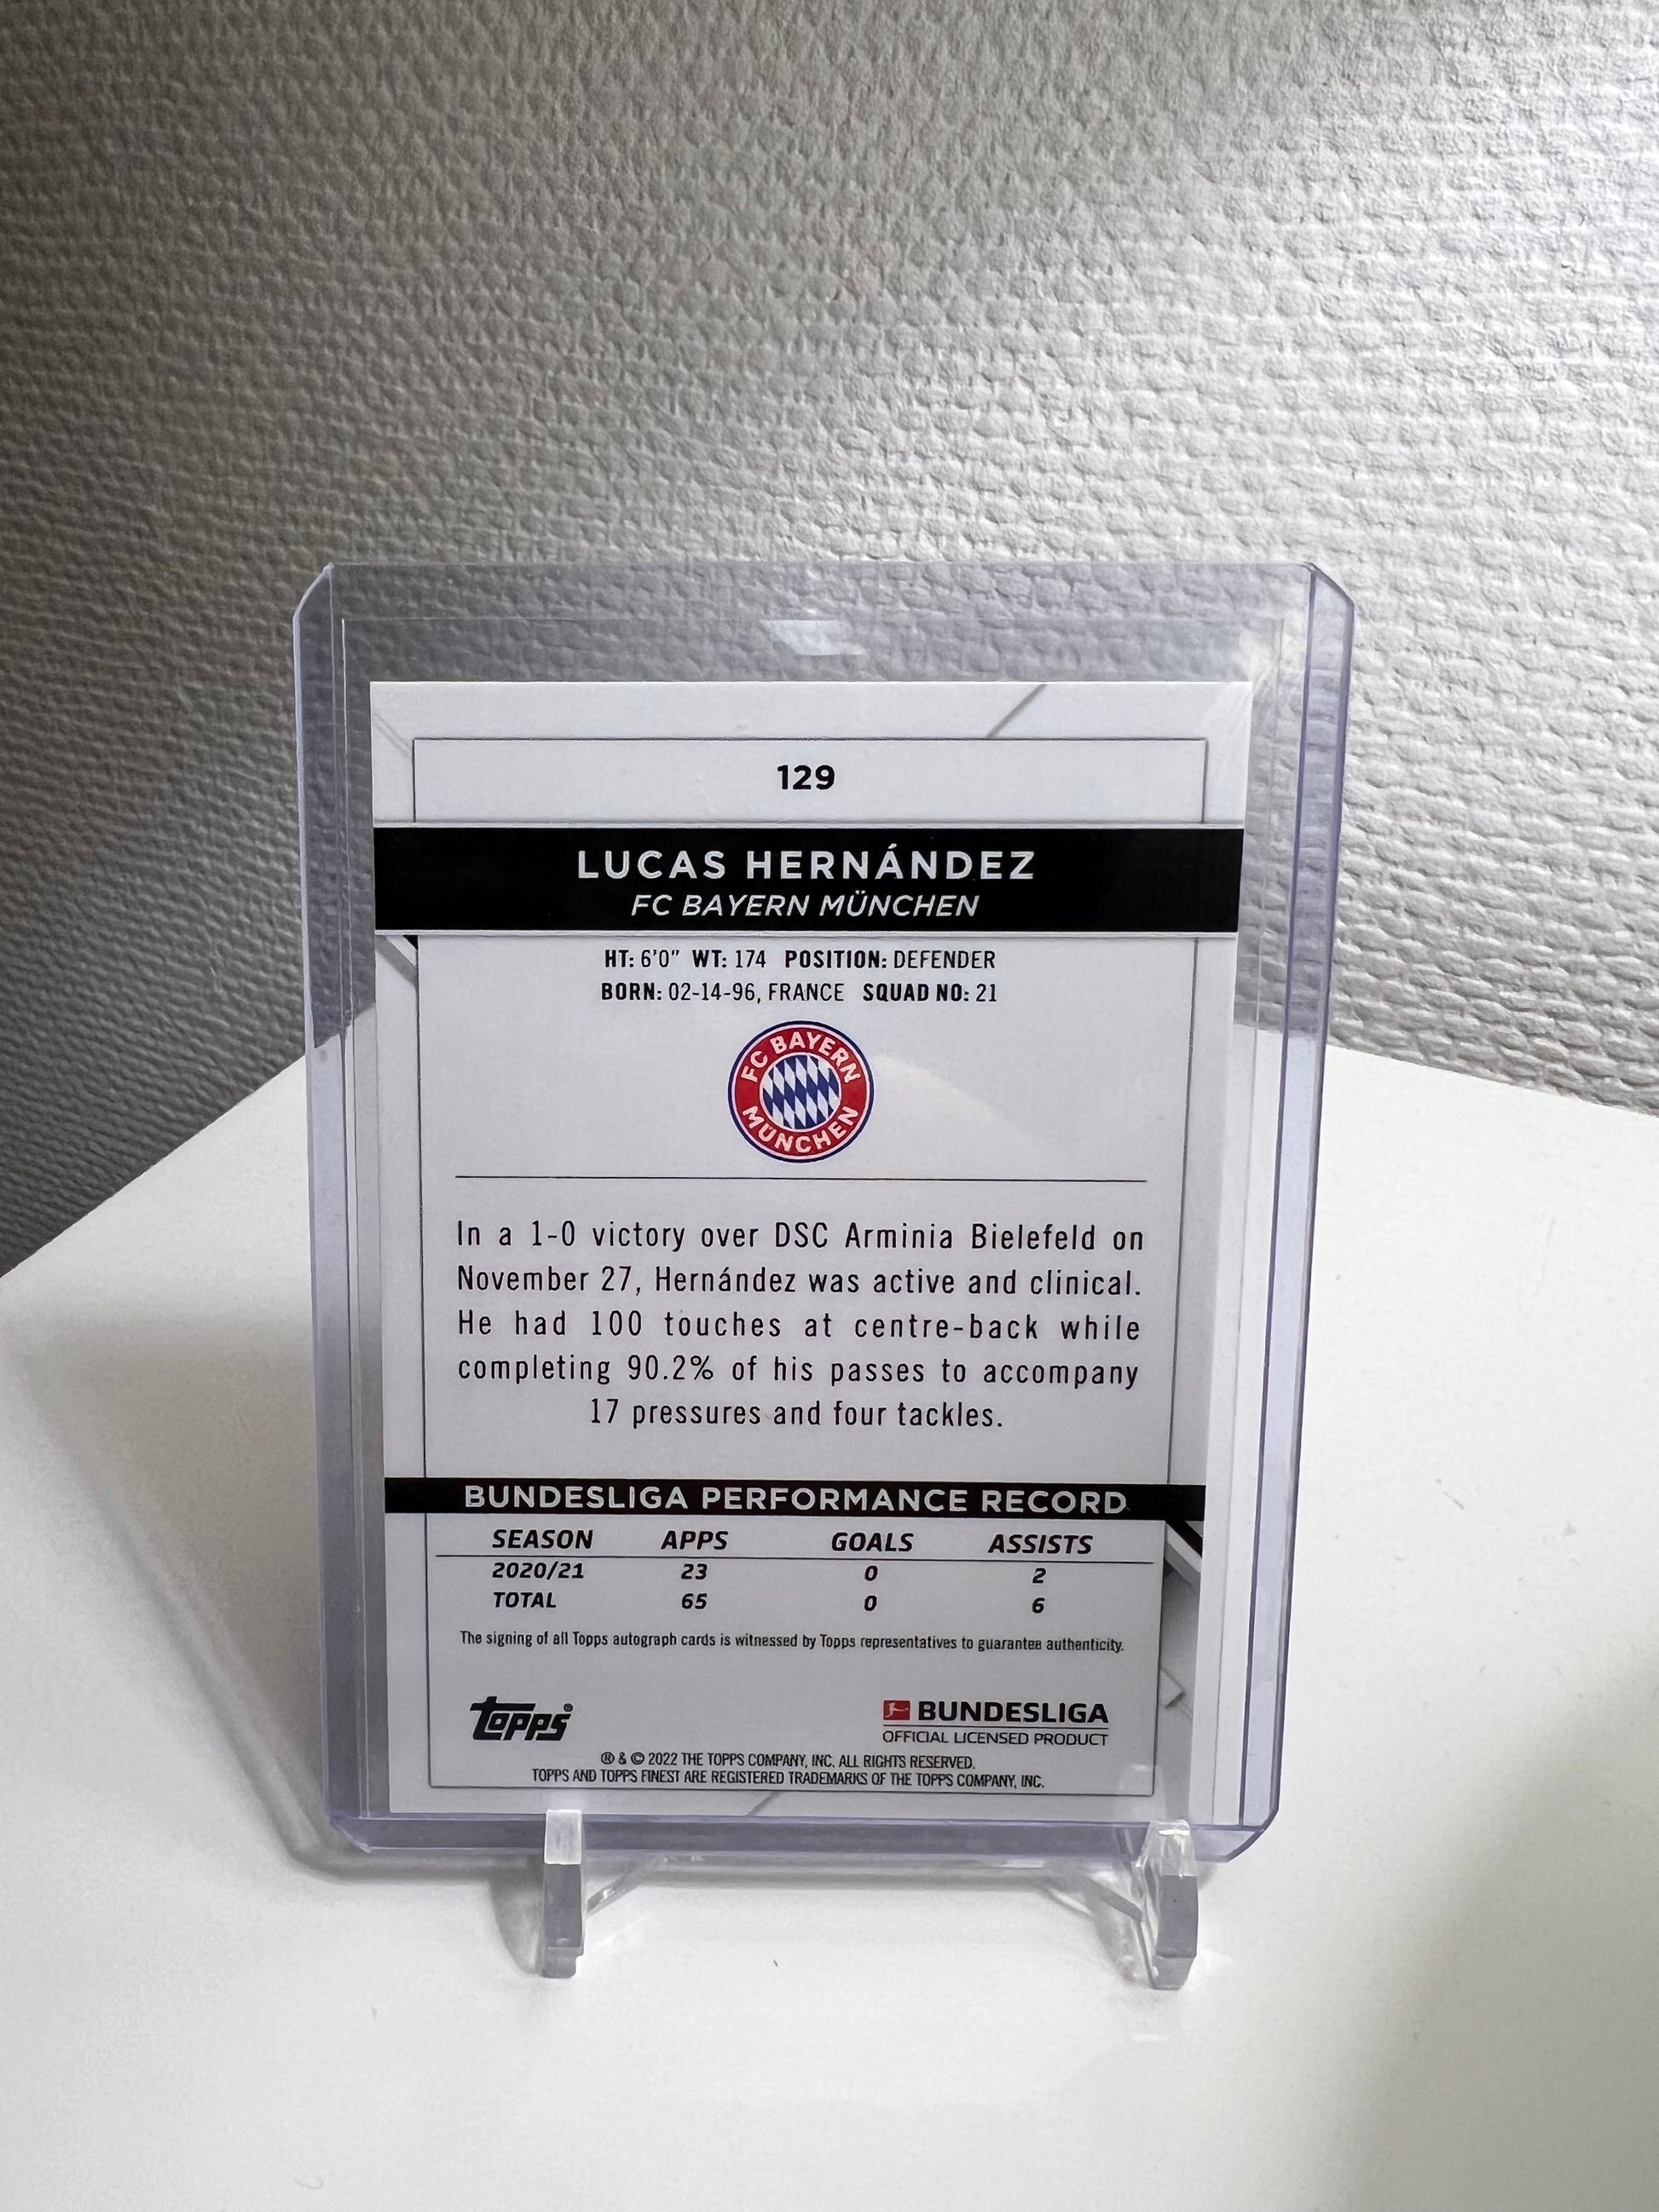 129
LUCAS HERNÁNDEZ
FC BAYERN MÜNCHEN
HT: 6'0" WT: 174 POSITION: DEFENDER
BORN: 02-14-96, FRANCE SQUAD NO: 21
FC BAYERN
MÜNCHEN
In a 1-0 victory over DSC Arminia Bielefeld on
November 27, Hernández was active and clinical.
He had 100 touches at centre-back while
completing 90.2% of his passes to accompany
17 pressures and four tackles.
BUNDESLIGA PERFORMANCE RECORD
SEASON APPS GOALS ASSISTS
2020/21 23 0 2
TOTAL 65 0 6
The signing of all Topps autograph cards is witnessed by Topps representatives to guarantee authenticity.
Topps®
BUNDESLIGA
OFFICIAL LICENSED PRODUCT
® & © 2022 THE TOPPS COMPANY, INC. ALL RIGHTS RESERVED.
TOPPS AND TOPPS FINEST ARE REGISTERED TRADEMARKS OF THE TOPPS COMPANY, INC.